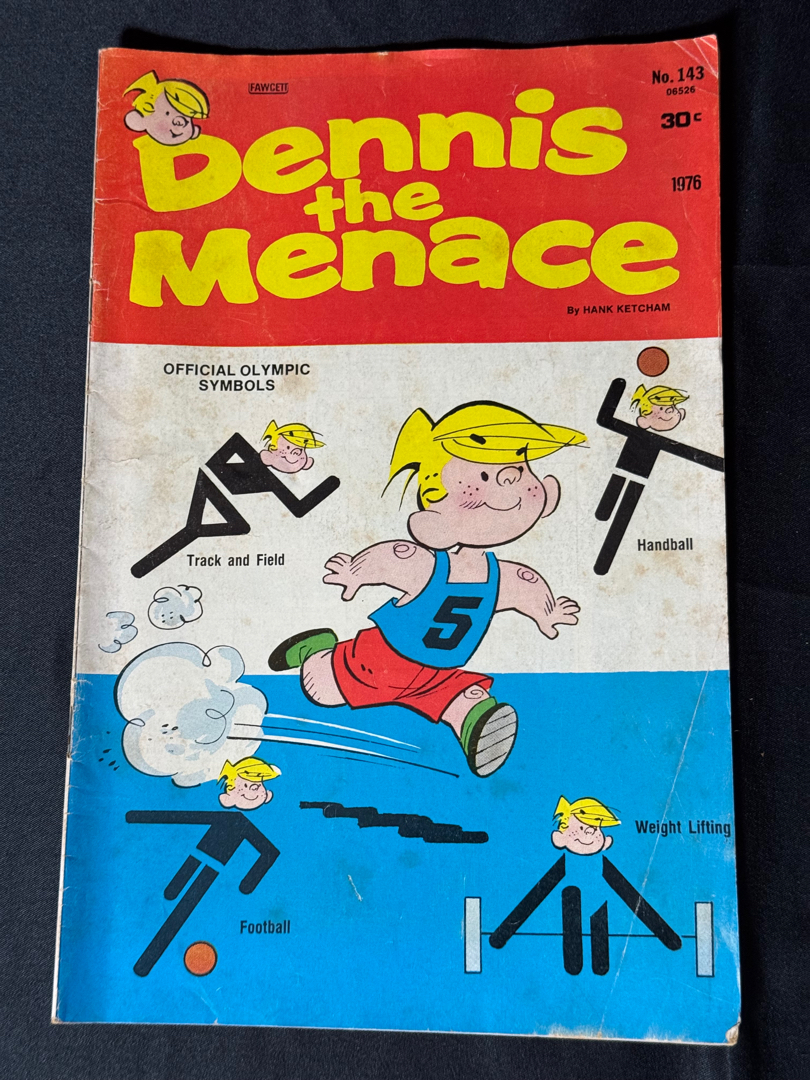 FAWCETT
No. 143
06526
30c
1976
Dennis
the
Menace
By HANK KETCHAM
OFFICIAL OLYMPIC
SYMBOLS
Track and Field
Handball
5
Weight Lifting
Football